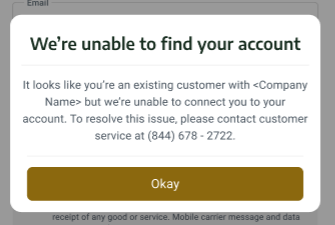 Email
We're unable to find your account
It looks like you're an existing customer with <Company
Name> but we're unable to connect you to your
account. To resolve this issue, please contact customer
service at (844) 678 - 2722.
Okay
receipt of any good or service. Mobile carrier message and data